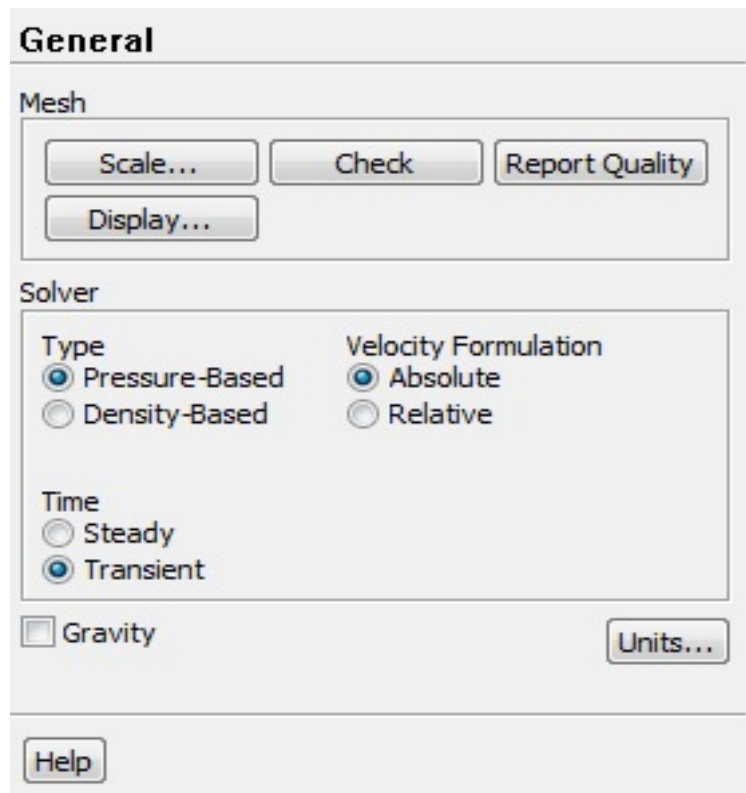 General
Mesh
Scale... Check Report Quality
Display...
Solver
Type Velocity Formulation
Pressure-Based Absolute
Density-Based Relative
Time
Steady
Transient
Gravity Units...
Help